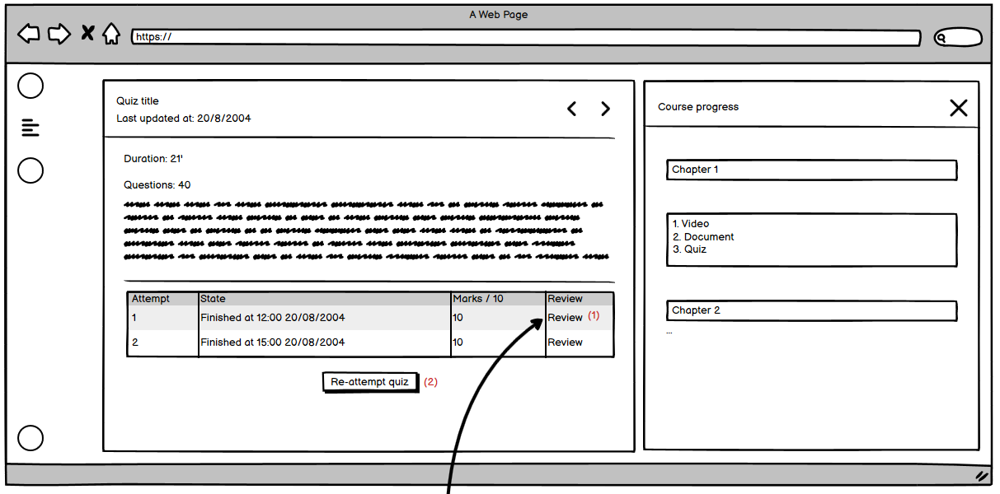 A Web Page
https://
Quiz title
Last updated at: 20/8/2004
Duration: 21'
Questions: 40
Attempt State Marks / 10 Review
1 Finished at 12:00 20/08/2004 10 Review (1)
2 Finished at 15:00 20/08/2004 10 Review
Re-attempt quiz (2)
Course progress
Chapter 1
1. Video
2. Document
3. Quiz
Chapter 2
...